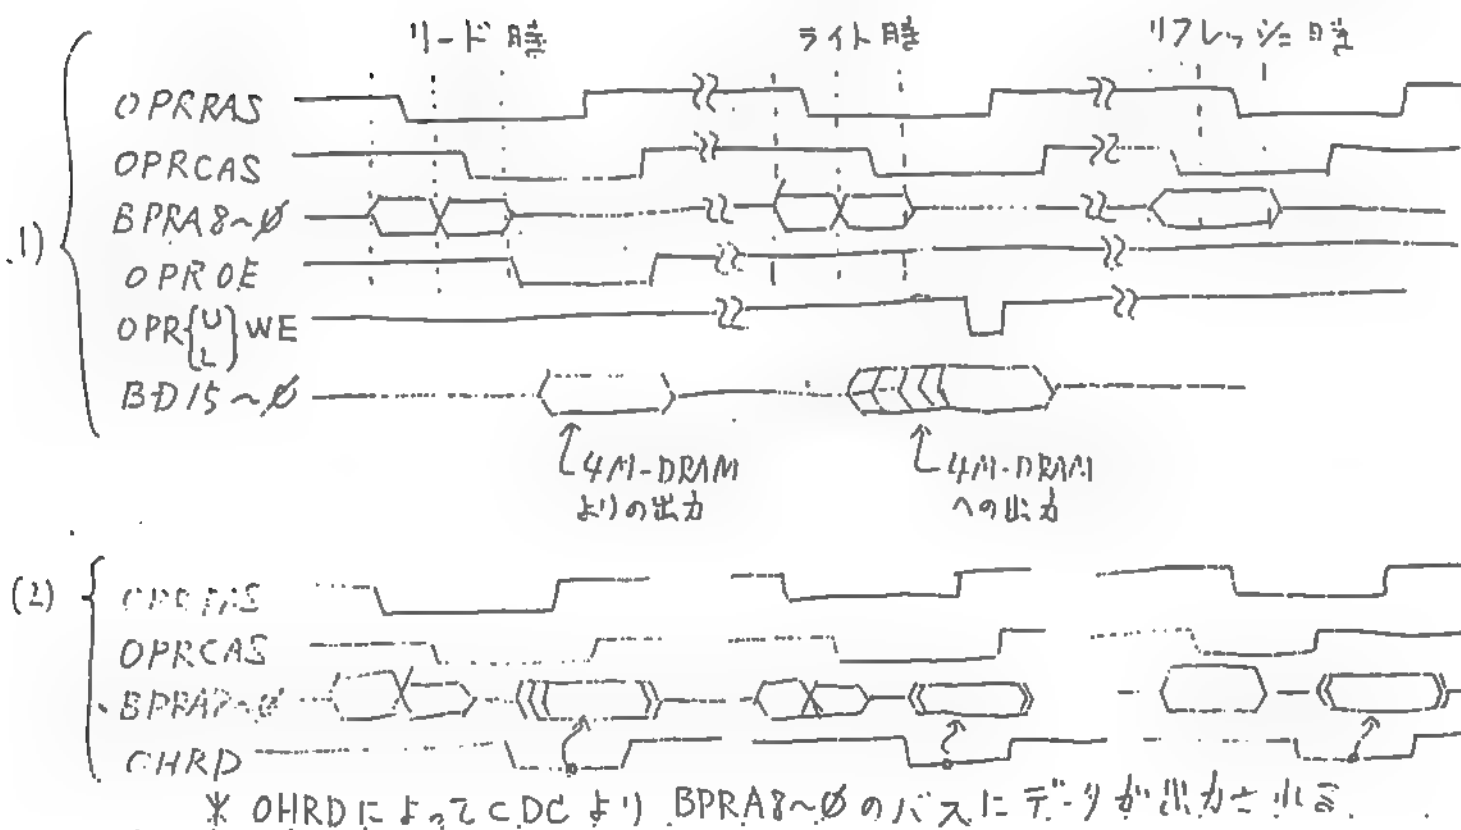 リード時 ライト時 リフレッシュ時
1)
OPRRAS
OPRCAS
BPRA8~Ø
OPROE
OPR{U L}WE
BD15~Ø
4M-DRAM
よりの出力
4M-DRAM
への出力
(2)
OPRCAS
OHRD
※ OHRDによってCDCより BPRA8~Øのバスにデータが出力される.